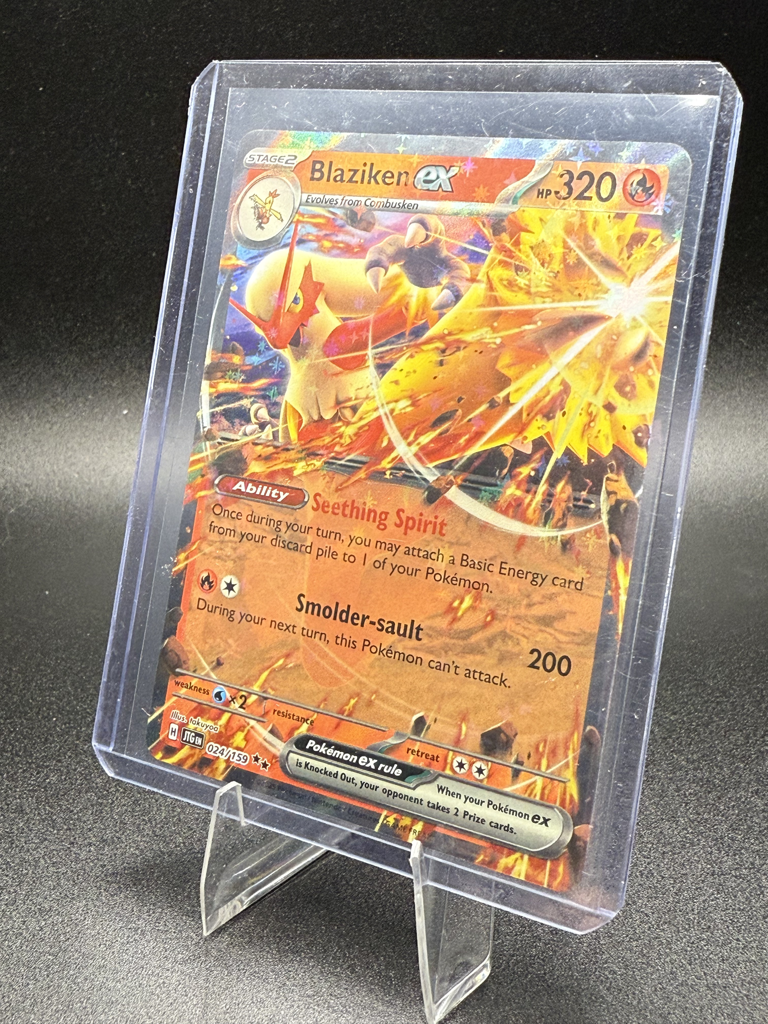 STAGE2 Blaziken ex HP 320
Evolves from Combusken
Ability Seething Spirit
Once during your turn, you may attach a Basic Energy card
from your discard pile to 1 of your Pokémon.
Smolder-sault 200
During your next turn, this Pokémon can't attack.
weakness ×2 resistance retreat
Illus. takuyoa
H JTG EN 024/159 ★★
Pokémon ex rule When your Pokémon ex
is Knocked Out, your opponent takes 2 Prize cards.